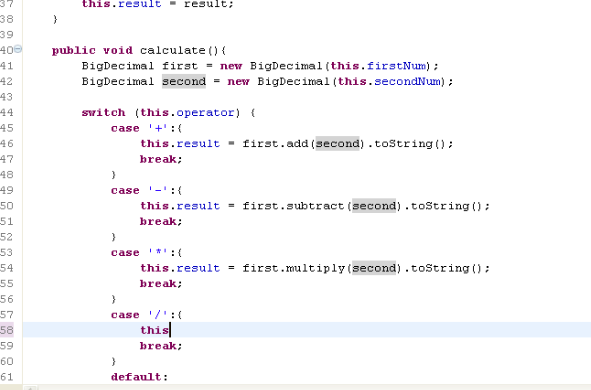 37 this.result = result;
38 }
39
40 public void calculate(){
41 BigDecimal first = new BigDecimal(this.firstNum);
42 BigDecimal second = new BigDecimal(this.secondNum);
43
44 switch (this.operator) {
45 case '+':{
46 this.result = first.add(second).toString();
47 break;
48 }
49 case '-':{
50 this.result = first.subtract(second).toString();
51 break;
52 }
53 case '*':{
54 this.result = first.multiply(second).toString();
55 break;
56 }
57 case '/':{
58 this
59 break;
60 }
61 default: